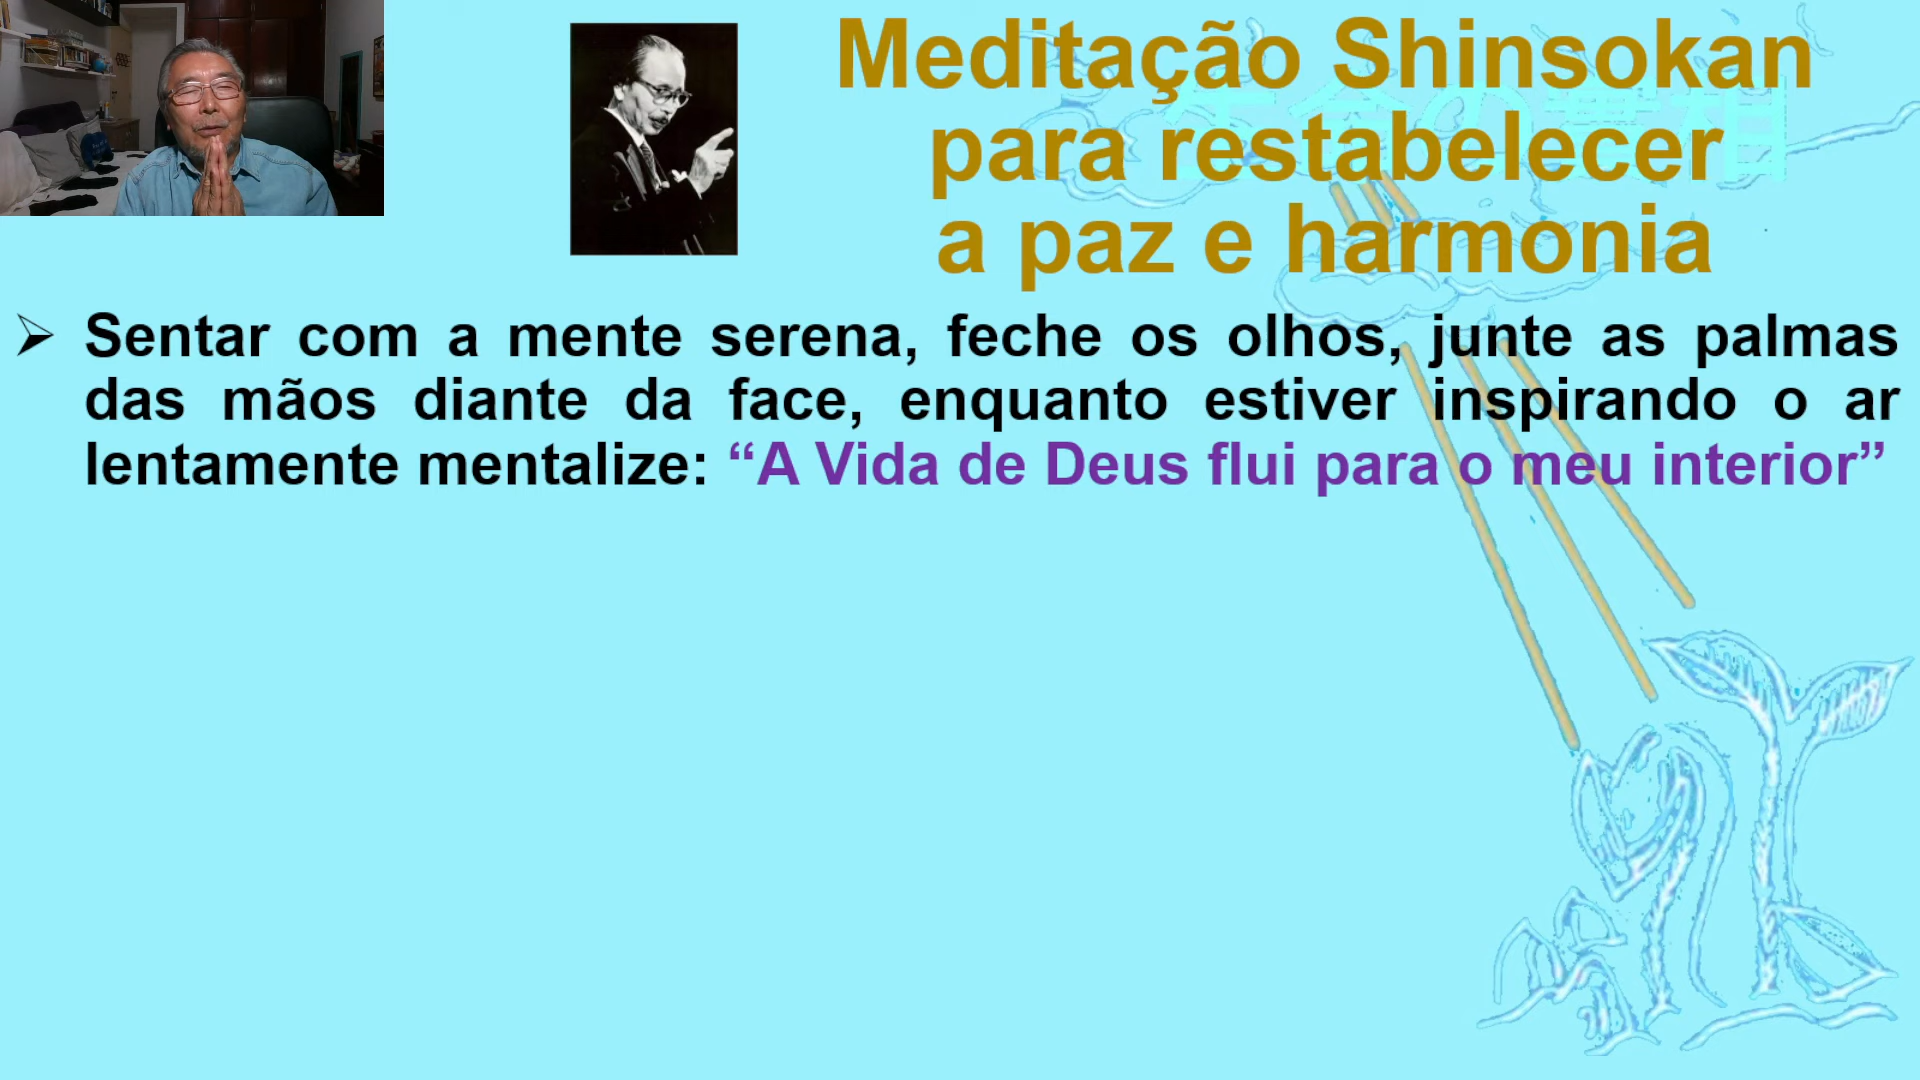 Meditação Shinsokan
para restabelecer
a paz e harmonia
Sentar com a mente serena, feche os olhos, junte as palmas
das mãos diante da face, enquanto estiver inspirando o ar
lentamente mentalize: “A Vida de Deus flui para o meu interior”